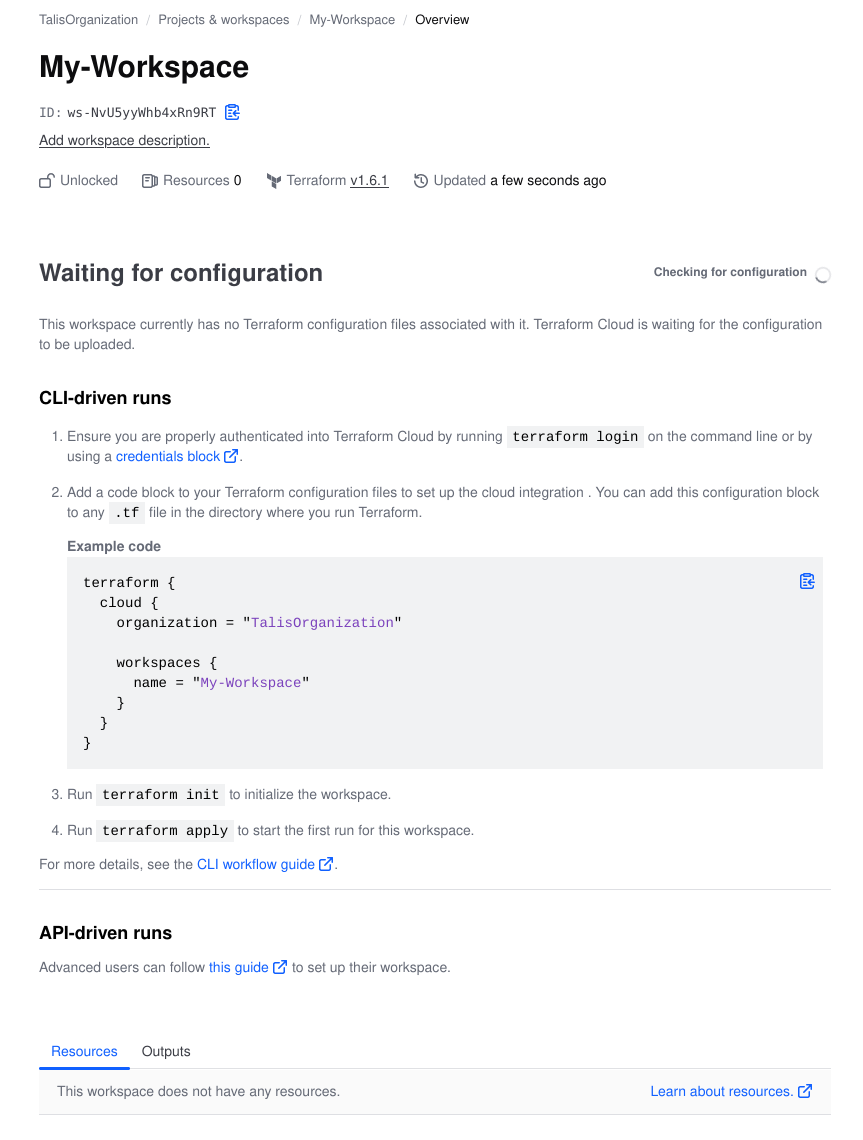 TalisOrganization / Projects & workspaces / My-Workspace / Overview
My-Workspace
ID: ws-NvU5yyWhb4xRn9RT
Add workspace description.
Unlocked Resources 0 Terraform v1.6.1 Updated a few seconds ago
Waiting for configuration
Checking for configuration
This workspace currently has no Terraform configuration files associated with it. Terraform Cloud is waiting for the configuration
to be uploaded.
CLI-driven runs
1. Ensure you are properly authenticated into Terraform Cloud by running terraform login on the command line or by
using a credentials block.
2. Add a code block to your Terraform configuration files to set up the cloud integration . You can add this configuration block
to any .tf file in the directory where you run Terraform.
Example code
terraform {
  cloud {
    organization = "TalisOrganization"

    workspaces {
      name = "My-Workspace"
    }
  }
}
3. Run terraform init to initialize the workspace.
4. Run terraform apply to start the first run for this workspace.
For more details, see the CLI workflow guide.
API-driven runs
Advanced users can follow this guide to set up their workspace.
Resources Outputs
This workspace does not have any resources. Learn about resources.